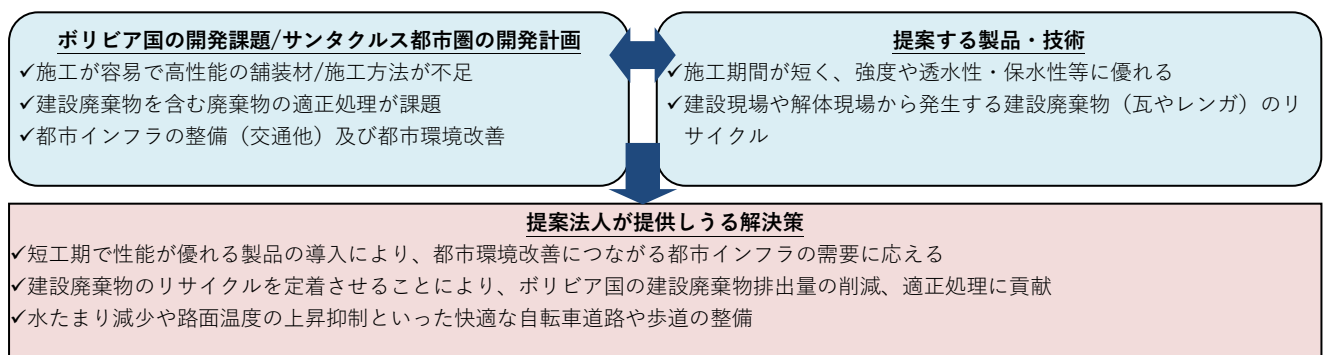 ボリビア国の開発課題/サンタクルス都市圏の開発計画
✓施工が容易で高性能の舗装材/施工方法が不足
✓建設廃棄物を含む廃棄物の適正処理が課題
✓都市インフラの整備（交通他）及び都市環境改善
提案する製品・技術
✓施工期間が短く、強度や透水性・保水性等に優れる
✓建設現場や解体現場から発生する建設廃棄物（瓦やレンガ）のリ
サイクル
提案法人が提供しうる解決策
✓短工期で性能が優れる製品の導入により、都市環境改善につながる都市インフラの需要に応える
✓建設廃棄物のリサイクルを定着させることにより、ボリビア国の建設廃棄物排出量の削減、適正処理に貢献
✓水たまり減少や路面温度の上昇抑制といった快適な自転車道路や歩道の整備